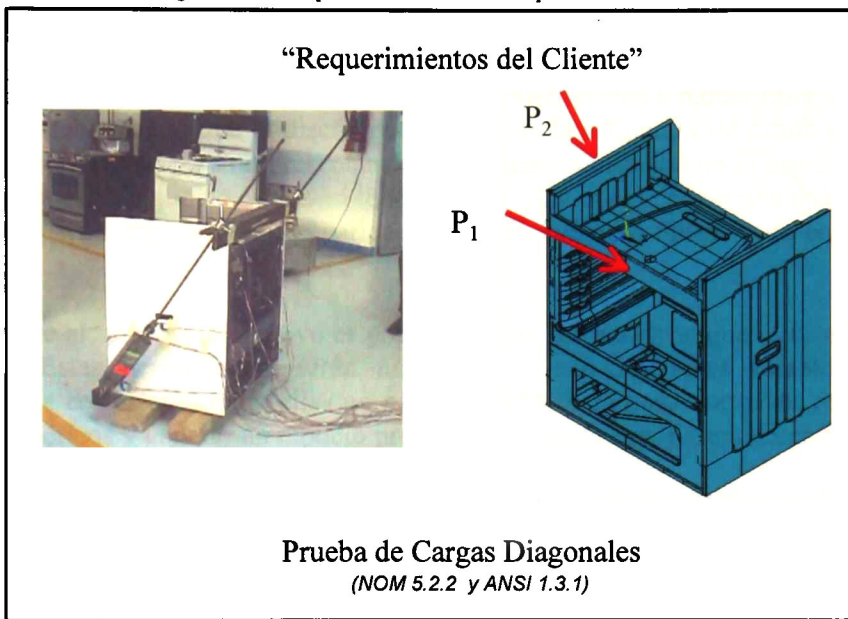 “Requerimientos del Cliente”
P2
P1
Prueba de Cargas Diagonales
(NOM 5.2.2 y ANSI 1.3.1)